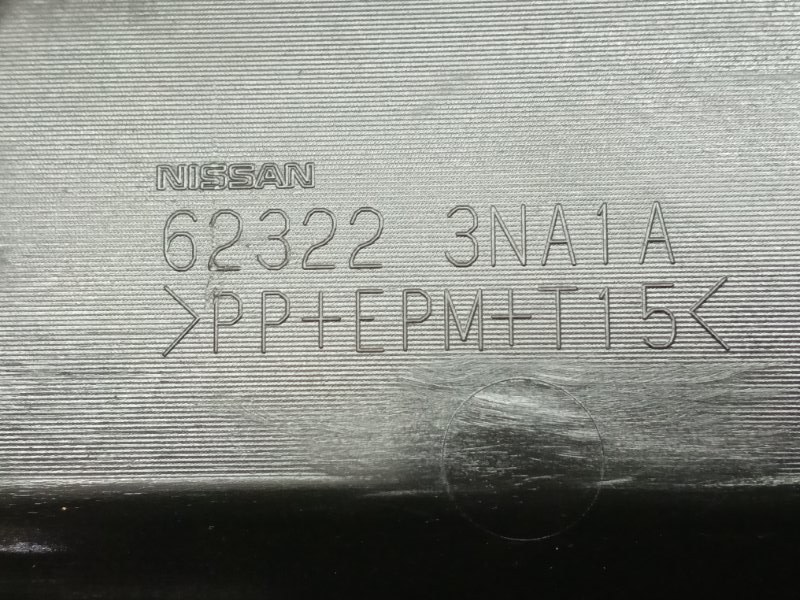 NISSAN
62322 3NA1A
>PP+EPM+T15<